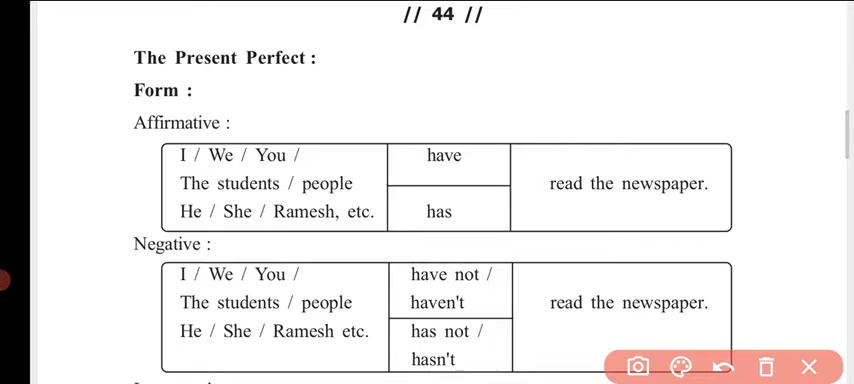 // 44 //
The Present Perfect :
Form :
Affirmative :
I / We / You /
have
The students / people
read the newspaper.
He / She / Ramesh, etc.
has
Negative :
I / We / You /
have not /
The students / people
haven't
read the newspaper.
He / She / Ramesh etc.
has not /
hasn't